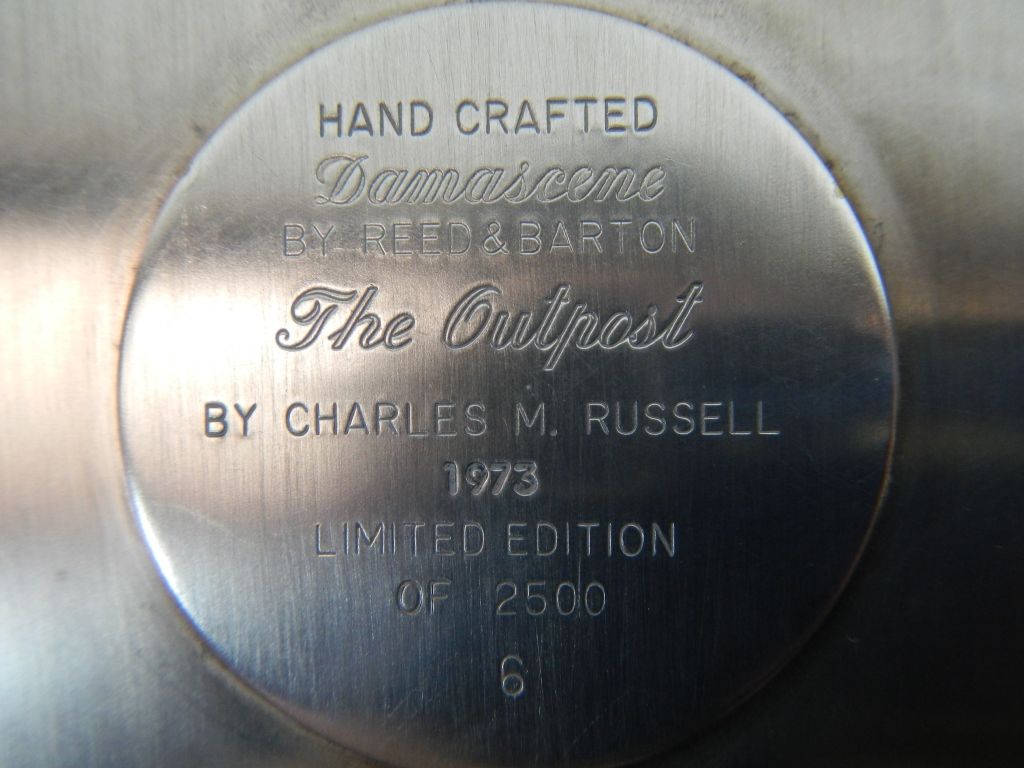 HAND CRAFTED
Damascene
BY REED & BARTON
The Outpost
BY CHARLES M. RUSSELL
1973
LIMITED EDITION
OF 2500
6